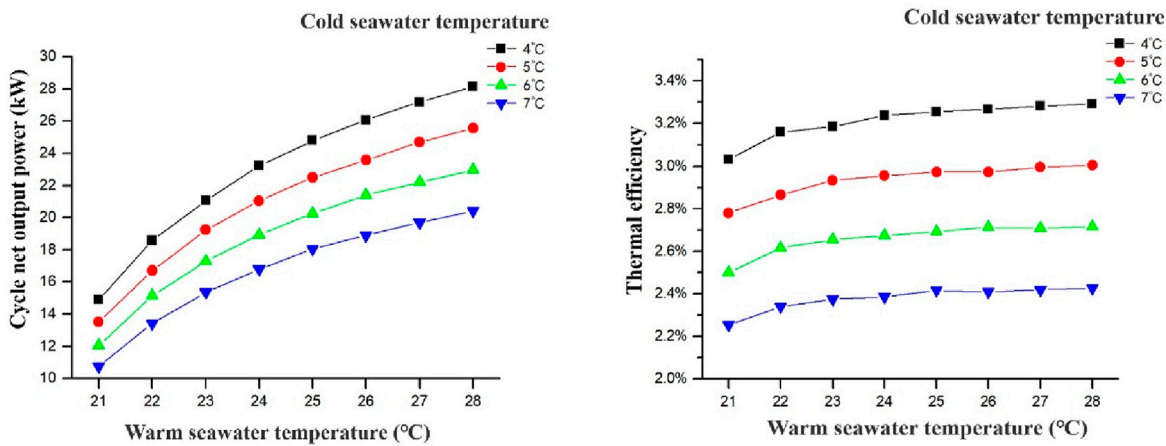 Cold seawater temperature
4°C
5°C
6°C
7°C
Cycle net output power (kW)
30
28
26
24
22
20
18
16
14
12
10
21 22 23 24 25 26 27 28
Warm seawater temperature (℃)
Cold seawater temperature
4°C
5°C
6°C
7°C
Thermal efficiency
3.4%
3.2%
3.0%
2.8%
2.6%
2.4%
2.2%
2.0%
21 22 23 24 25 26 27 28
Warm seawater temperature (℃)